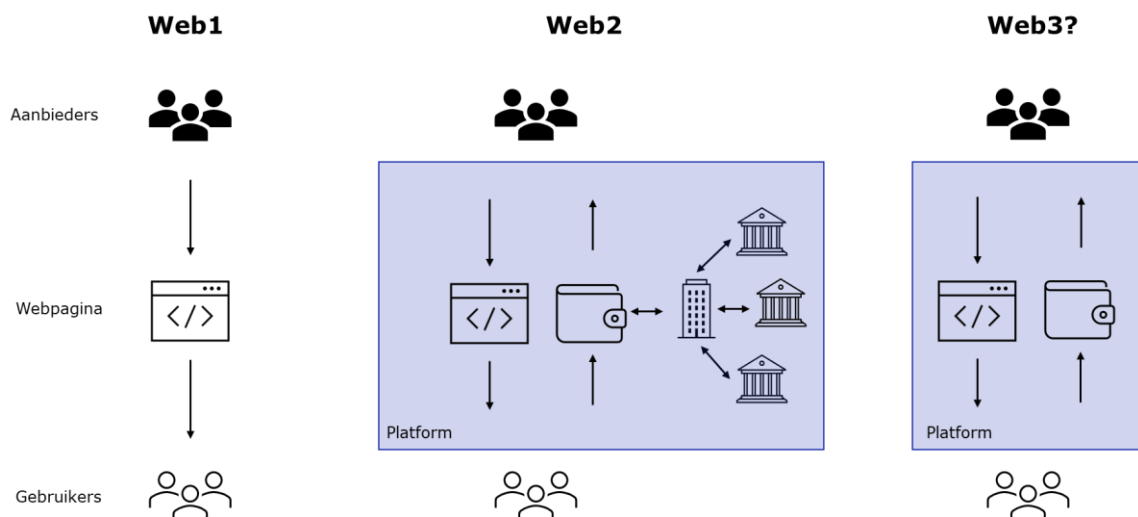 Web1
Web2
Web3?
Aanbieders
Webpagina
</>
</>
</>
Platform
Platform
Gebruikers